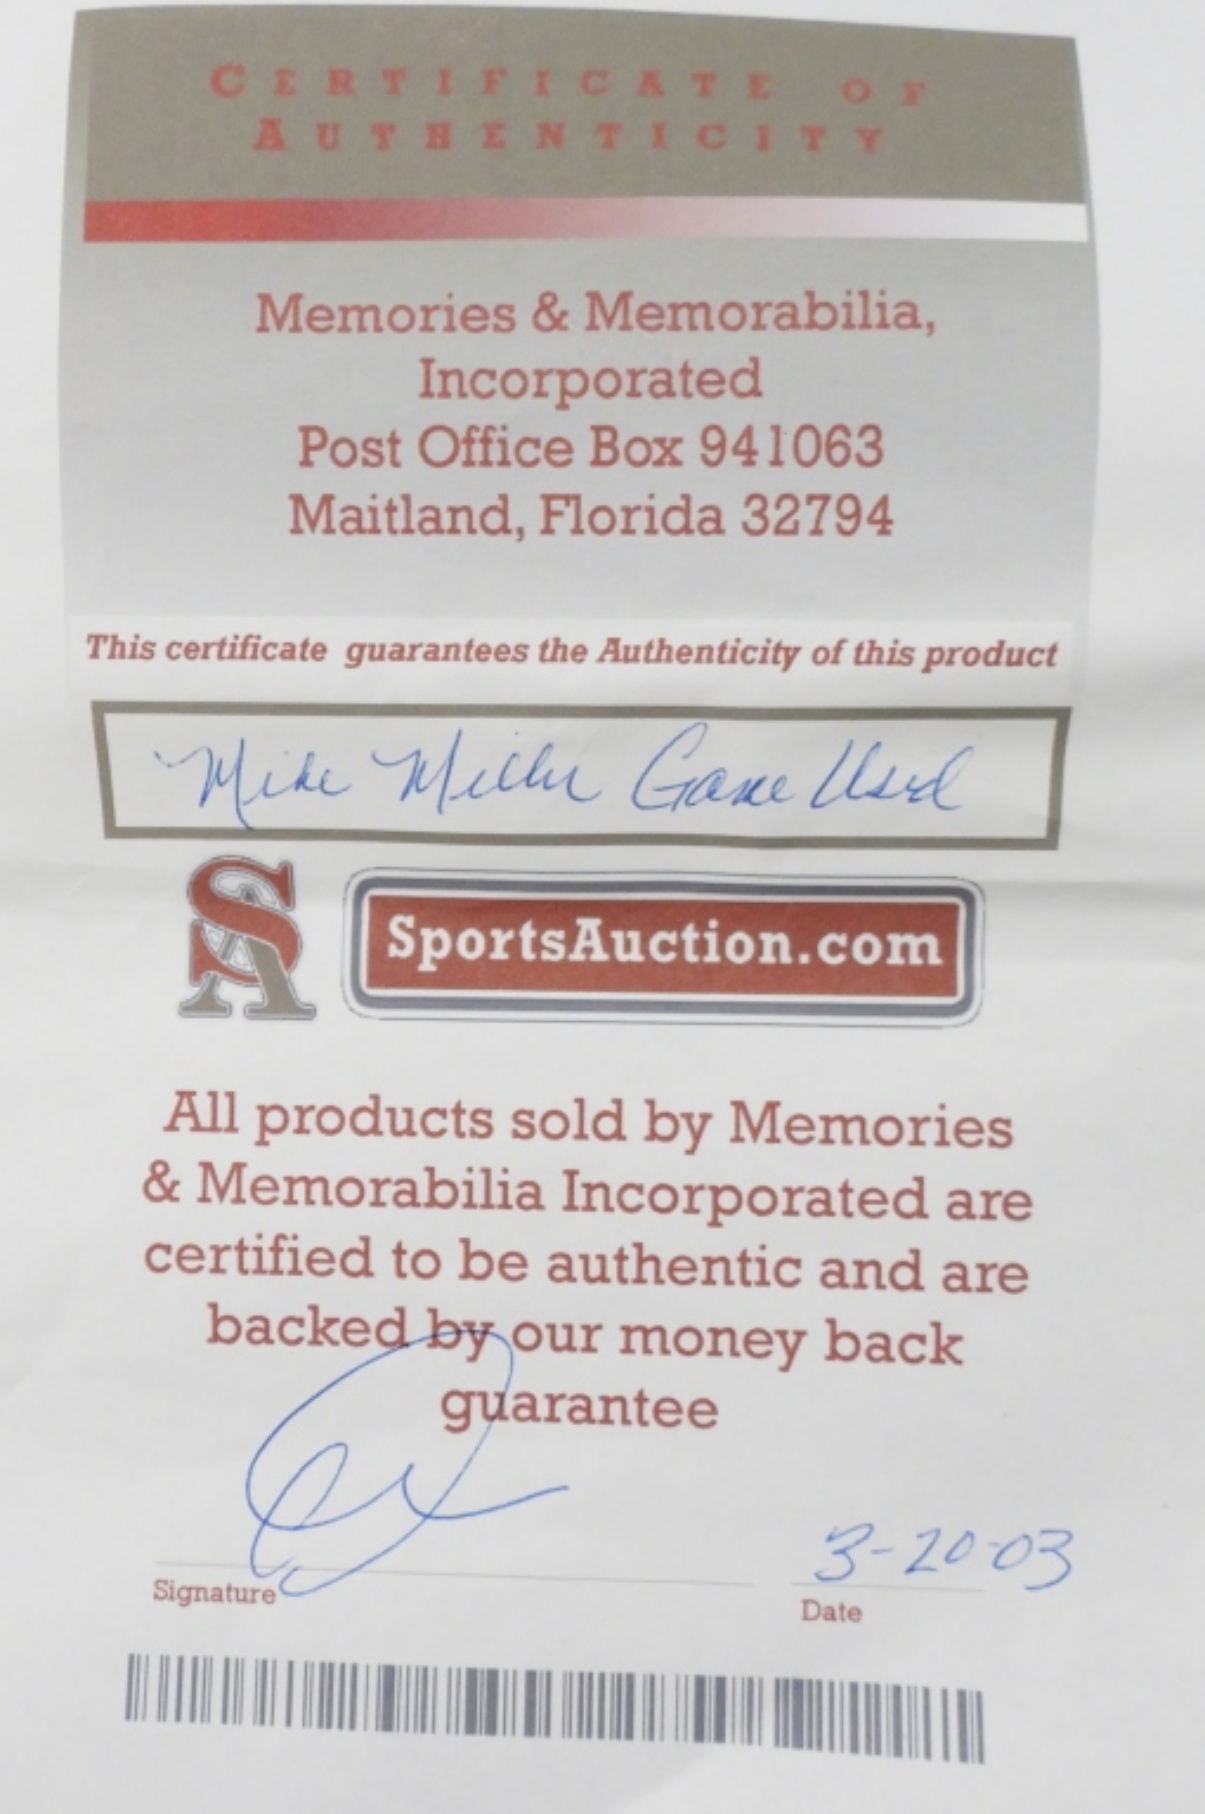 CERTIFICATE OF
AUTHENTICITY
Memories & Memorabilia,
Incorporated
Post Office Box 941063
Maitland, Florida 32794
This certificate guarantees the Authenticity of this product
Mike Miller Game Used
SA
SportsAuction.com
All products sold by Memories
& Memorabilia Incorporated are
certified to be authentic and are
backed by our money back
guarantee
3-20-03
Signature
Date